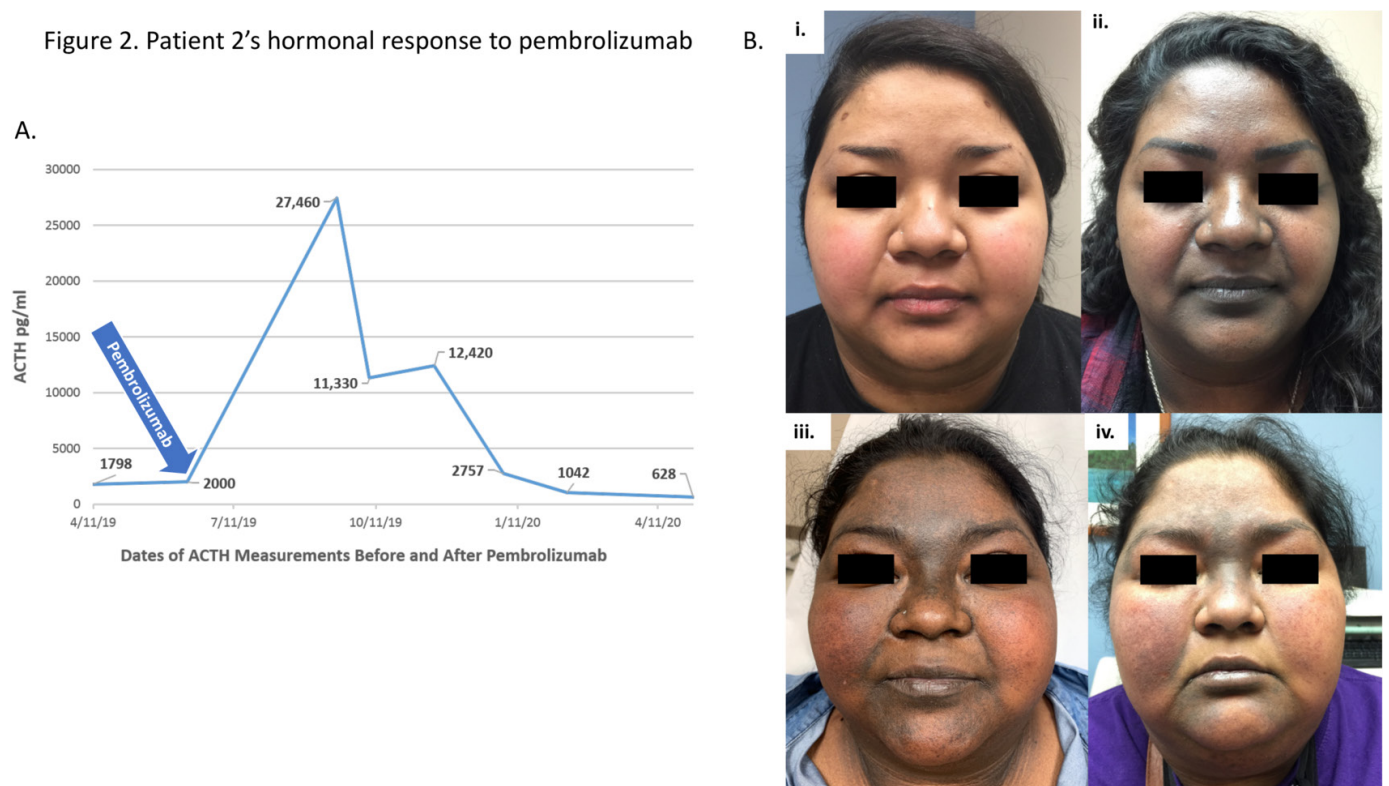 Figure 2. Patient 2’s hormonal response to pembrolizumab
A.
30000
25000
20000
15000
10000
5000
0
ACTH pg/ml
Pembrolizumab
1798
2000
27,460
11,330
12,420
2757
1042
628
4/11/19
7/11/19
10/11/19
1/11/20
4/11/20
Dates of ACTH Measurements Before and After Pembrolizumab
B.
i.
ii.
iii.
iv.